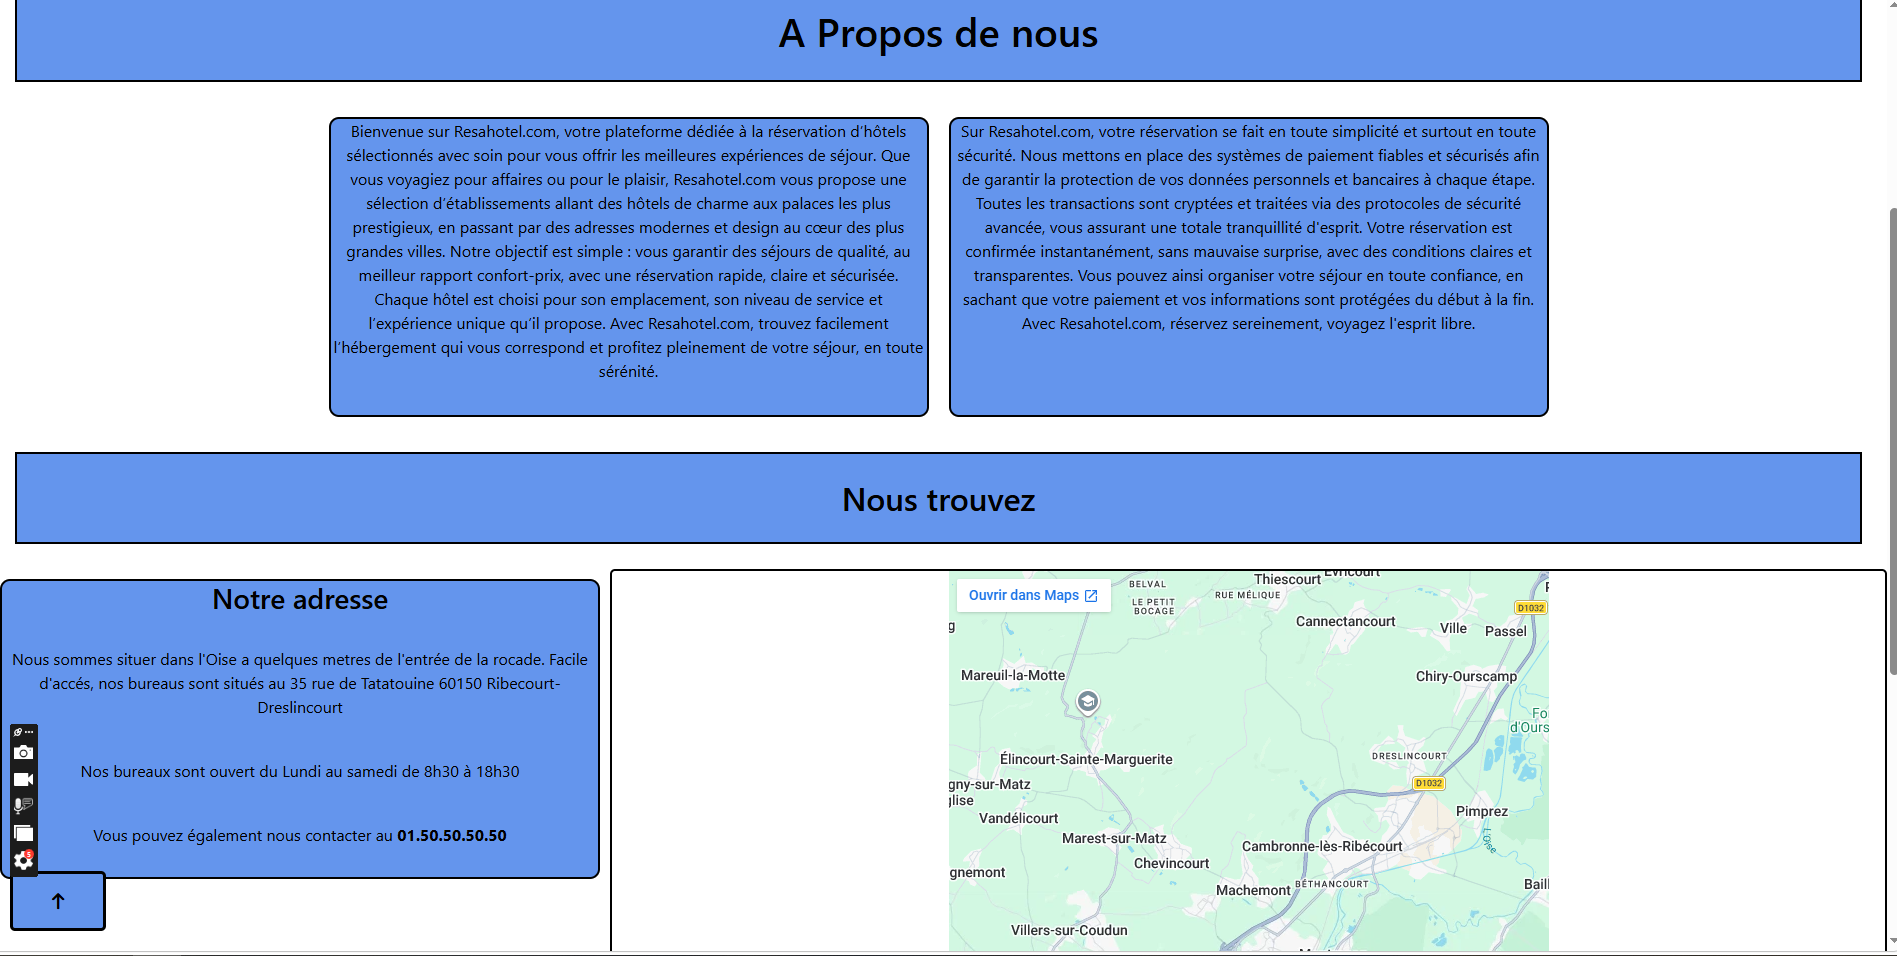 A Propos de nous
Bienvenue sur Resahotel.com, votre plateforme dédiée à la réservation d’hôtels
sélectionnés avec soin pour vous offrir les meilleures expériences de séjour. Que
vous voyagiez pour affaires ou pour le plaisir, Resahotel.com vous propose une
sélection d’établissements allant des hôtels de charme aux palaces les plus
prestigieux, en passant par des adresses modernes et design au cœur des plus
grandes villes. Notre objectif est simple : vous garantir des séjours de qualité, au
meilleur rapport confort-prix, avec une réservation rapide, claire et sécurisée.
Chaque hôtel est choisi pour son emplacement, son niveau de service et
l’expérience unique qu’il propose. Avec Resahotel.com, trouvez facilement
l’hébergement qui vous correspond et profitez pleinement de votre séjour, en toute
sérénité.
Sur Resahotel.com, votre réservation se fait en toute simplicité et surtout en toute
sécurité. Nous mettons en place des systèmes de paiement fiables et sécurisés afin
de garantir la protection de vos données personnels et bancaires à chaque étape.
Toutes les transactions sont cryptées et traitées via des protocoles de sécurité
avancée, vous assurant une totale tranquillité d'esprit. Votre réservation est
confirmée instantanément, sans mauvaise surprise, avec des conditions claires et
transparentes. Vous pouvez ainsi organiser votre séjour en toute confiance, en
sachant que votre paiement et vos informations sont protégées du début à la fin.
Avec Resahotel.com, réservez sereinement, voyagez l'esprit libre.
Nous trouvez
Notre adresse
Nous sommes situer dans l'Oise a quelques metres de l'entrée de la rocade. Facile
d'accés, nos bureaus sont situés au 35 rue de Tatatouine 60150 Ribecourt-
Dreslincourt
Nos bureaux sont ouvert du Lundi au samedi de 8h30 à 18h30
Vous pouvez également nous contacter au 01.50.50.50.50
Ouvrir dans Maps
BELVAL
Thiescourt
Evricourt
LE PETIT
BOCAGE
RUE MÉLIQUE
D1032
Cannectancourt
Ville
Passel
Mareuil-la-Motte
Chiry-Ourscamp
Fo
d'Ours
Élincourt-Sainte-Marguerite
DRESLINCOURT
gny-sur-Matz
glise
D1032
Vandélicourt
Pimprez
L'Oise
Marest-sur-Matz
Cambronne-lès-Ribécourt
Chevincourt
gnemont
Machemont
BÉTHANCOURT
Bail
Villers-sur-Coudun